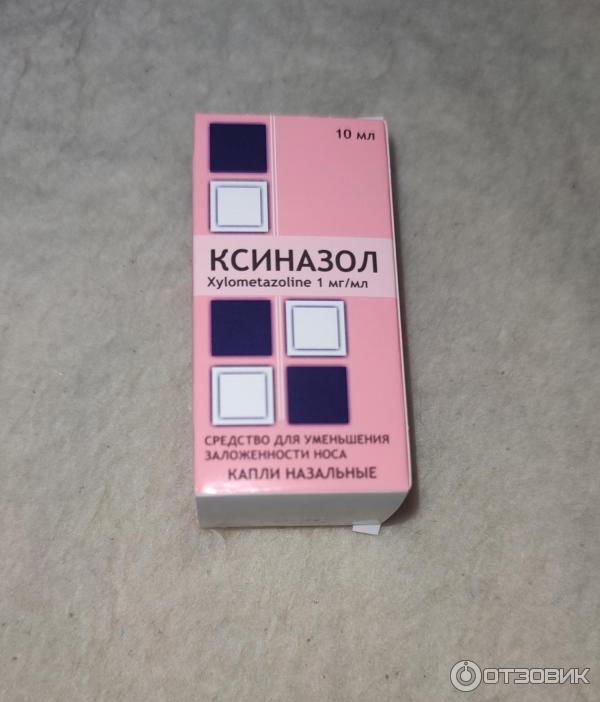 10 мл
КСИНАЗОЛ
Xylometazoline 1 мг/мл
СРЕДСТВО ДЛЯ УМЕНЬШЕНИЯ
ЗАЛОЖЕННОСТИ НОСА
КАПЛИ НАЗАЛЬНЫЕ
ОТЗОВИК